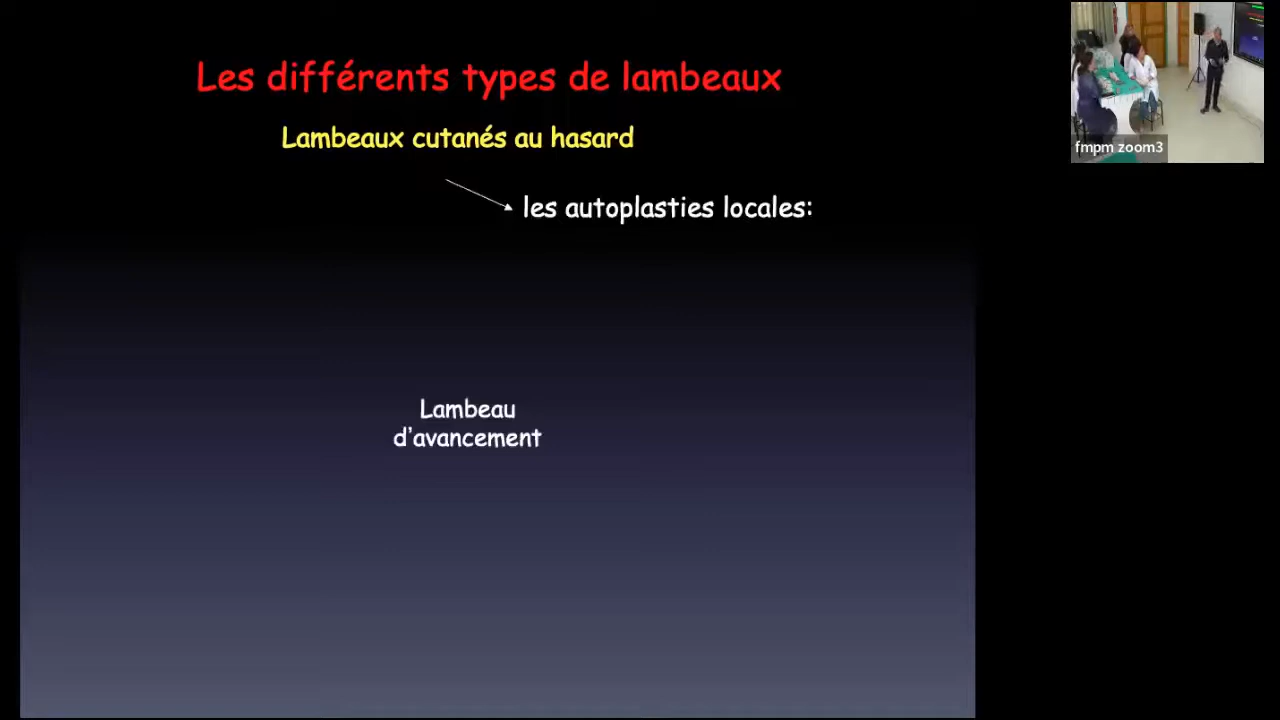 Les différents types de lambeaux
Lambeaux cutanés au hasard
les autoplasties locales:
Lambeau
d’avancement
fmpm zoom3